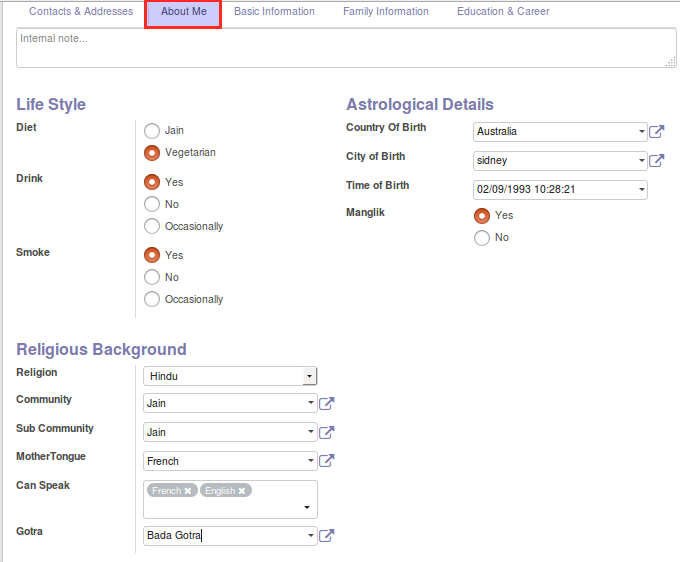 Contacts & Addresses About Me Basic Information Family Information Education & Career
Internal note...
Life Style
Diet
Jain
Vegetarian
Drink
Yes
No
Occasionally
Smoke
Yes
No
Occasionally
Astrological Details
Country Of Birth Australia
City of Birth sidney
Time of Birth 02/09/1993 10:28:21
Manglik
Yes
No
Religious Background
Religion Hindu
Community Jain
Sub Community Jain
MotherTongue French
Can Speak French × English ×
Gotra Bada Gotra